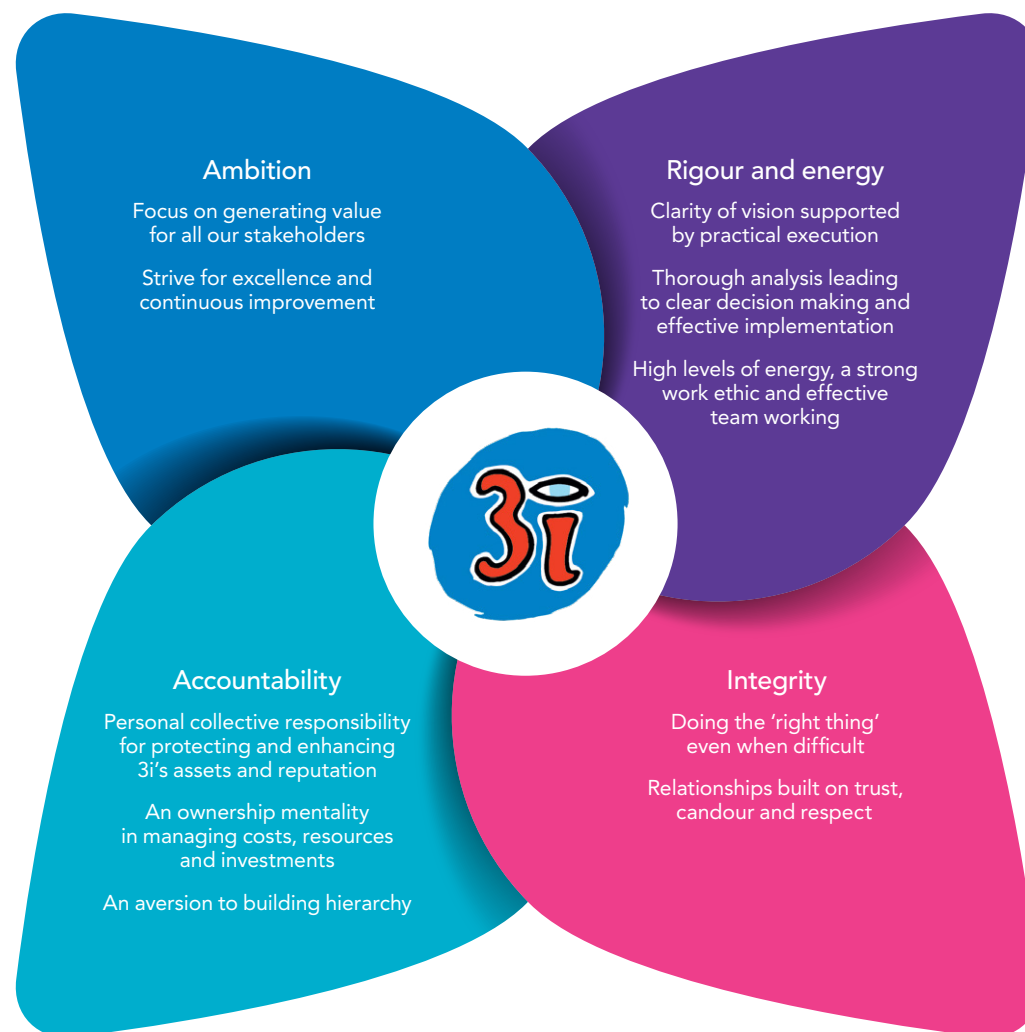 Ambition
Focus on generating value
for all our stakeholders
Strive for excellence and
continuous improvement
Rigour and energy
Clarity of vision supported
by practical execution
Thorough analysis leading
to clear decision making and
effective implementation
High levels of energy, a strong
work ethic and effective
team working
3i
Accountability
Personal collective responsibility
for protecting and enhancing
3i’s assets and reputation
An ownership mentality
in managing costs, resources
and investments
An aversion to building hierarchy
Integrity
Doing the ‘right thing’
even when difficult
Relationships built on trust,
candour and respect